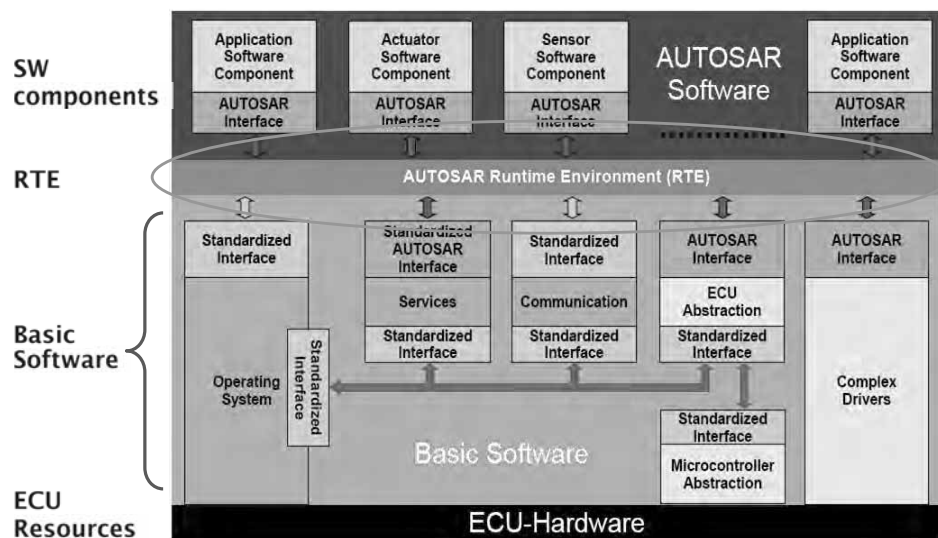 SW
components
RTE
Basic
Software
ECU
Resources
Application
Software
Component
AUTOSAR
Interface
Actuator
Software
Component
AUTOSAR
Interface
Sensor
Software
Component
AUTOSAR
Interface
AUTOSAR
Software
Application
Software
Component
AUTOSAR
Interface
AUTOSAR Runtime Environment (RTE)
Standardized
Interface
Operating
System
Standardized
Interface
Standardized
AUTOSAR
Interface
Services
Standardized
Interface
Standardized
Interface
Communication
Standardized
Interface
AUTOSAR
Interface
ECU
Abstraction
Standardized
Interface
Standardized
Interface
Microcontroller
Abstraction
AUTOSAR
Interface
Complex
Drivers
Basic Software
ECU-Hardware